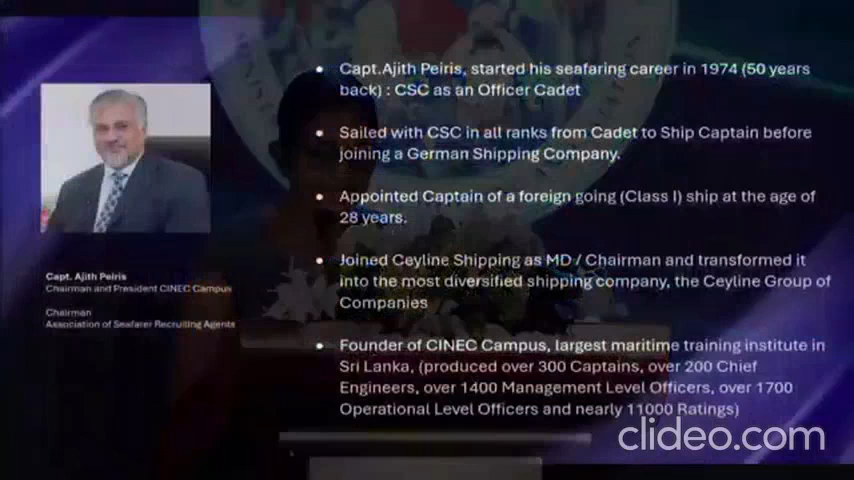 Capt.Ajith Peiris, started his seafaring career in 1974 (50 years
back) : CSC as an Officer Cadet
Sailed with CSC in all ranks from Cadet to Ship Captain before
joining a German Shipping Company.
Appointed Captain of a foreign going (Class I) ship at the age of
28 years.
Joined Ceyline Shipping as MD / Chairman and transformed it
into the most diversified shipping company, the Ceyline Group of
Companies
Founder of CINEC Campus, largest maritime training institute in
Sri Lanka, (produced over 300 Captains, over 200 Chief
Engineers, over 1400 Management Level Officers, over 1700
Operational Level Officers and nearly 11000 Ratings)
Capt. Ajith Peiris
Chairman and President CINEC Campus
Chairman
Association of Seafarer Recruiting Agents
clideo.com